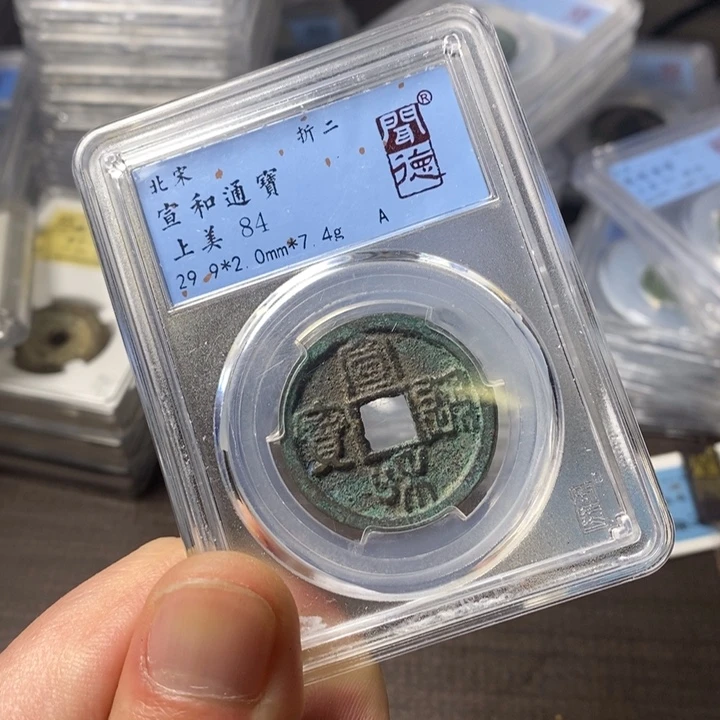 北宋 折二
宣和通寶
上美 84
29.9*2.0mm*7.4g A
聞德®
宣和通寶